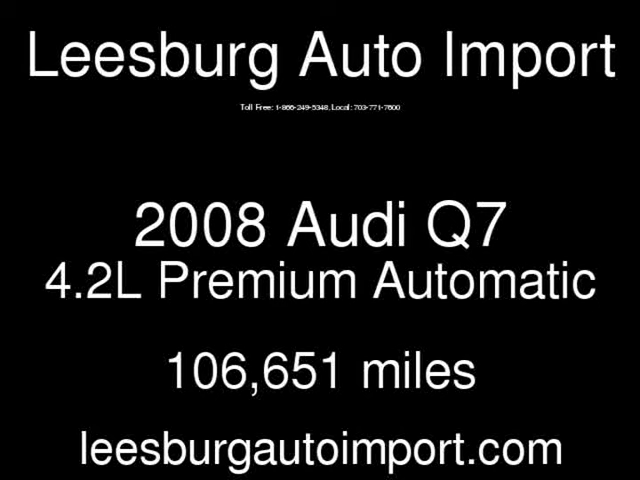 Leesburg Auto Import
Toll Free: 1-866-249-5348, Local: 703-771-7600
2008 Audi Q7
4.2L Premium Automatic
106,651 miles
leesburgautoimport.com